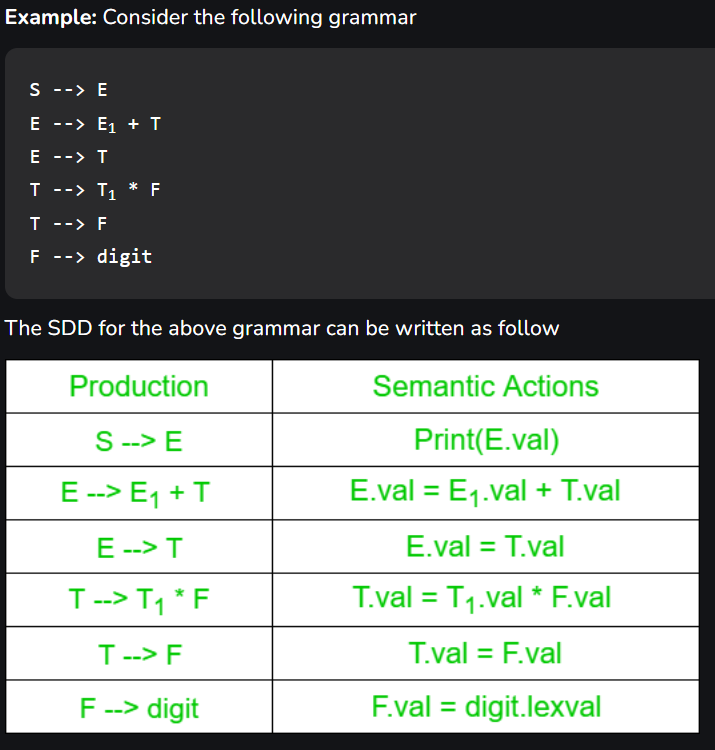 Example: Consider the following grammar
S --> E
E --> E₁ + T
E --> T
T --> T₁ * F
T --> F
F --> digit
The SDD for the above grammar can be written as follow
Production Semantic Actions
S --> E Print(E.val)
E --> E₁ + T E.val = E₁.val + T.val
E --> T E.val = T.val
T --> T₁ * F T.val = T₁.val * F.val
T --> F T.val = F.val
F --> digit F.val = digit.lexval